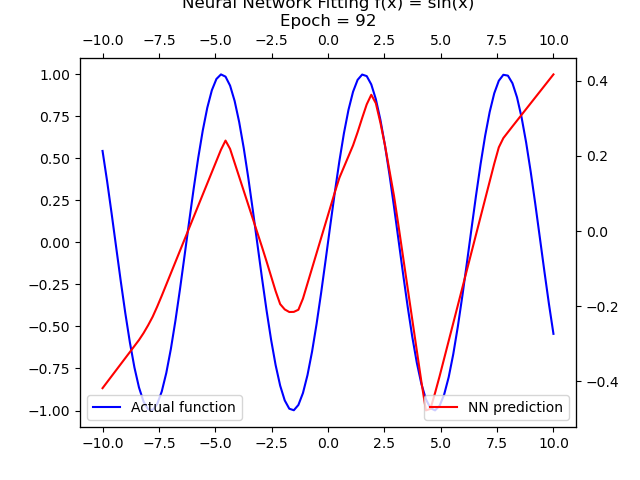 Neural Network Fitting f(x) = sin(x)
Epoch = 92
−10.0 −7.5 −5.0 −2.5 0.0 2.5 5.0 7.5 10.0
1.00 0.4
0.75
0.50 0.2
0.25
0.00 0.0
−0.25
−0.50 −0.2
−0.75
−1.00 −0.4
Actual function NN prediction
−10.0 −7.5 −5.0 −2.5 0.0 2.5 5.0 7.5 10.0